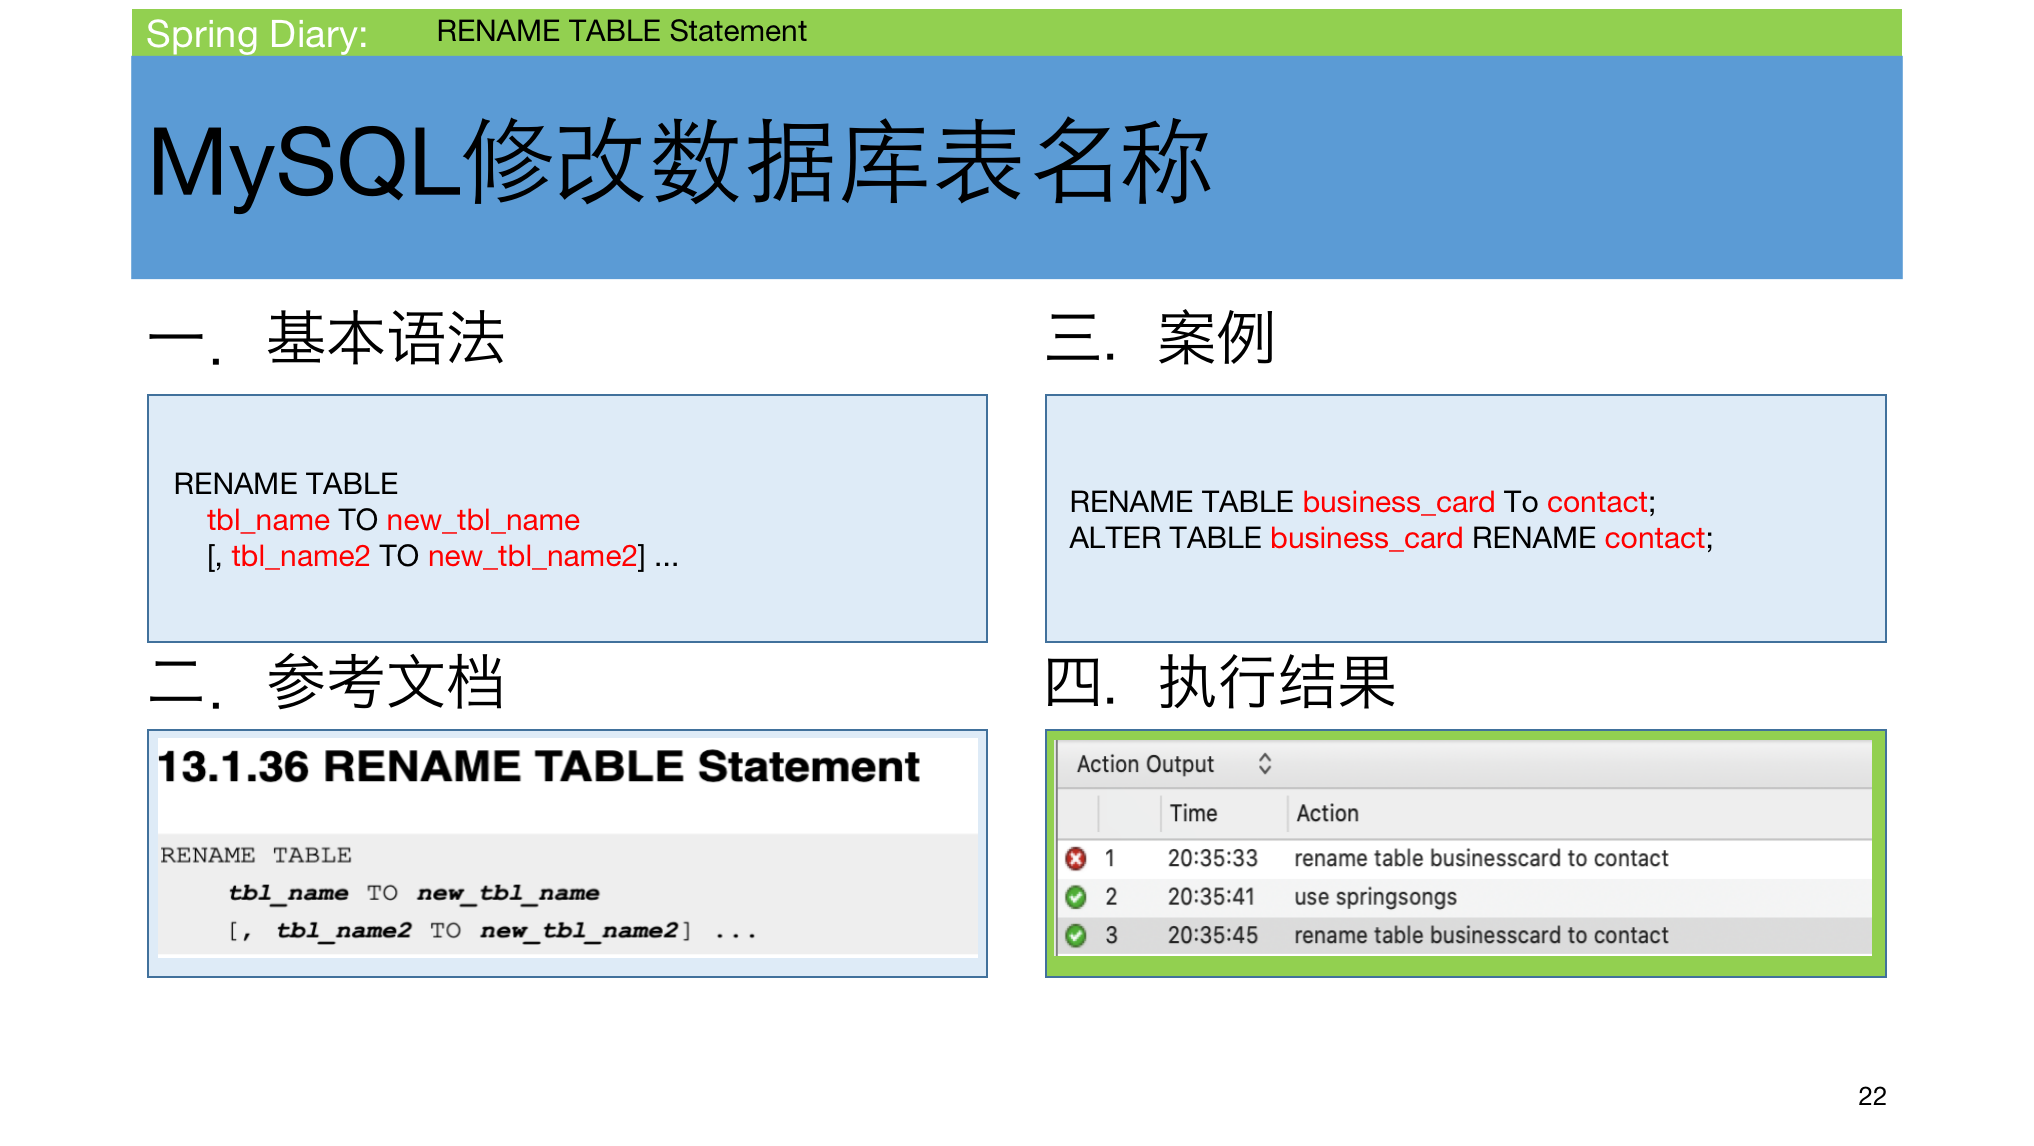 Spring Diary: RENAME TABLE Statement
MySQL修改数据库表名称
一. 基本语法
RENAME TABLE
tbl_name TO new_tbl_name
[, tbl_name2 TO new_tbl_name2] ...
二. 参考文档
13.1.36 RENAME TABLE Statement
RENAME TABLE
tbl_name TO new_tbl_name
[, tbl_name2 TO new_tbl_name2] ...
三. 案例
RENAME TABLE business_card To contact;
ALTER TABLE business_card RENAME contact;
四. 执行结果
Action Output
Time Action
1 20:35:33 rename table businesscard to contact
2 20:35:41 use springsongs
3 20:35:45 rename table businesscard to contact
22